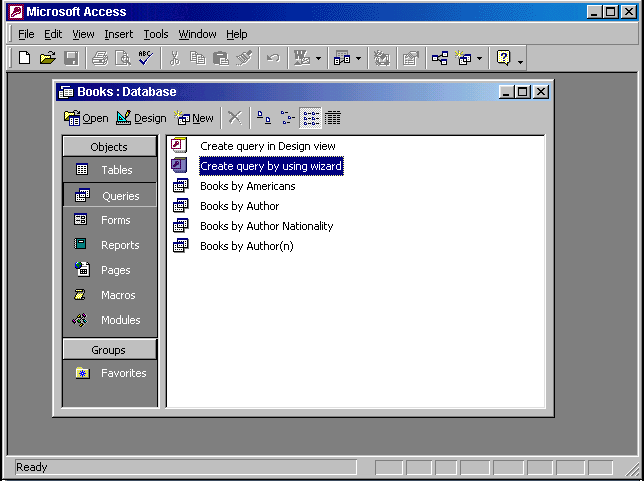 Microsoft Access
File Edit View Insert Tools Window Help
ABC
Books : Database
Open Design New
Objects
Tables
Queries
Forms
Reports
Pages
Macros
Modules
Groups
Favorites
Create query in Design view
Create query by using wizard
Books by Americans
Books by Author
Books by Author Nationality
Books by Author(n)
Ready